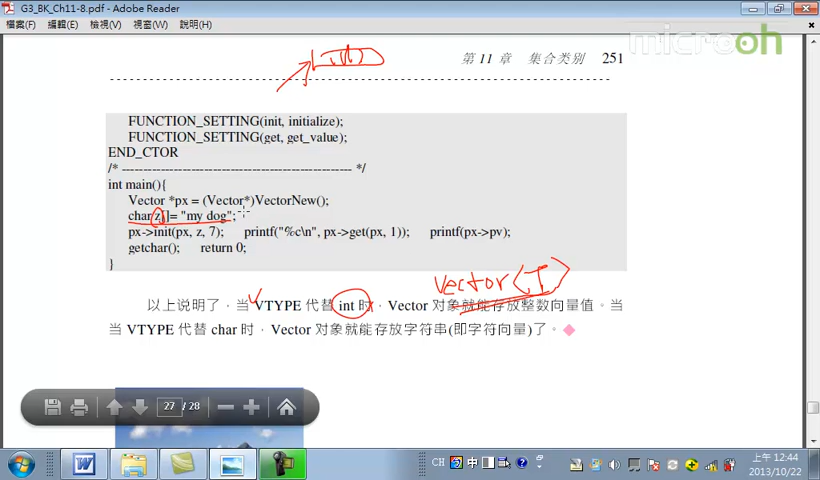 G3_BK_Ch11-8.pdf - Adobe Reader
檔案(F) 編輯(E) 檢視(V) 視窗(W) 說明(H)
microoh
第 11 章 集合类別 251
FUNCTION_SETTING(init, initialize);
FUNCTION_SETTING(get, get_value);
END_CTOR
/* ------------------------------------------------------- */
int main(){
Vector *px = (Vector*)VectorNew();
char z[]= "my dog";
px->init(px, z, 7); printf("%c\n", px->get(px, 1)); printf(px->pv);
getchar(); return 0;
}
vector(T)
以上说明了，当 VTYPE 代替 int 时，Vector 对象就能存放整数向量值。当
当 VTYPE 代替 char 时，Vector 对象就能存放字符串(即字符向量)了。
27 / 28
CH 中
上午 12:44
2013/10/22